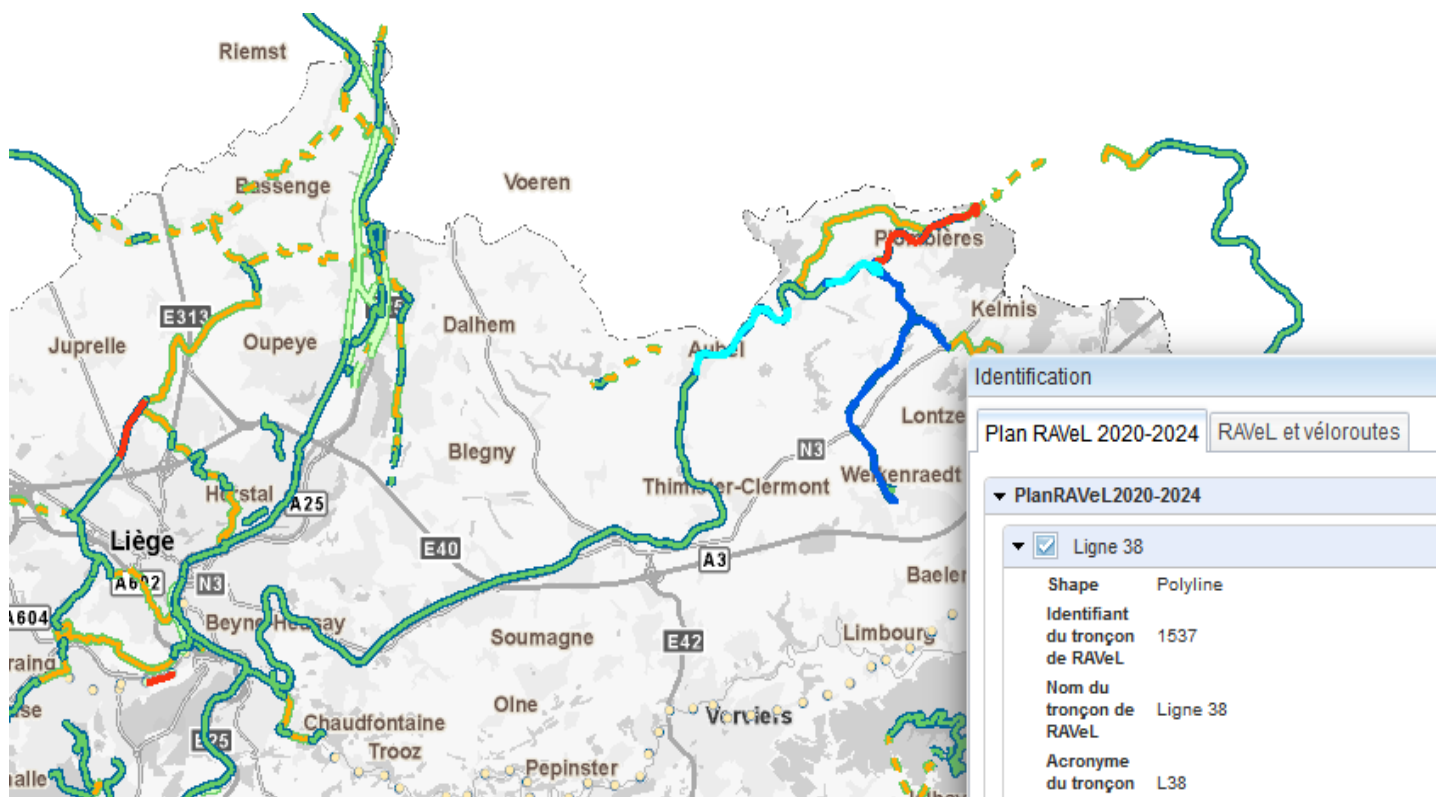 Riemst
Bassenge
Voeren
Plombières
Kelmis
E313
Dalhem
Juprelle
Oupeye
Aubel
Identification
Lontze
Plan RAVeL 2020-2024
RAVeL et véloroutes
Blegny
N3
Thimister-Clermont
Welkenraedt
Herstal
A25
PlanRAVeL2020-2024
Liège
E40
Ligne 38
A3
A602
N3
Baelen
Shape
Polyline
A604
Beyne-Heusay
Soumagne
E42
Limbourg
Identifiant
du tronçon
1537
de RAVeL
raing
Nom du
Olne
tronçon de
Ligne 38
Verviers
RAVeL
Chaudfontaine
E25
Trooz
Acronyme
Pepinster
du tronçon
L38